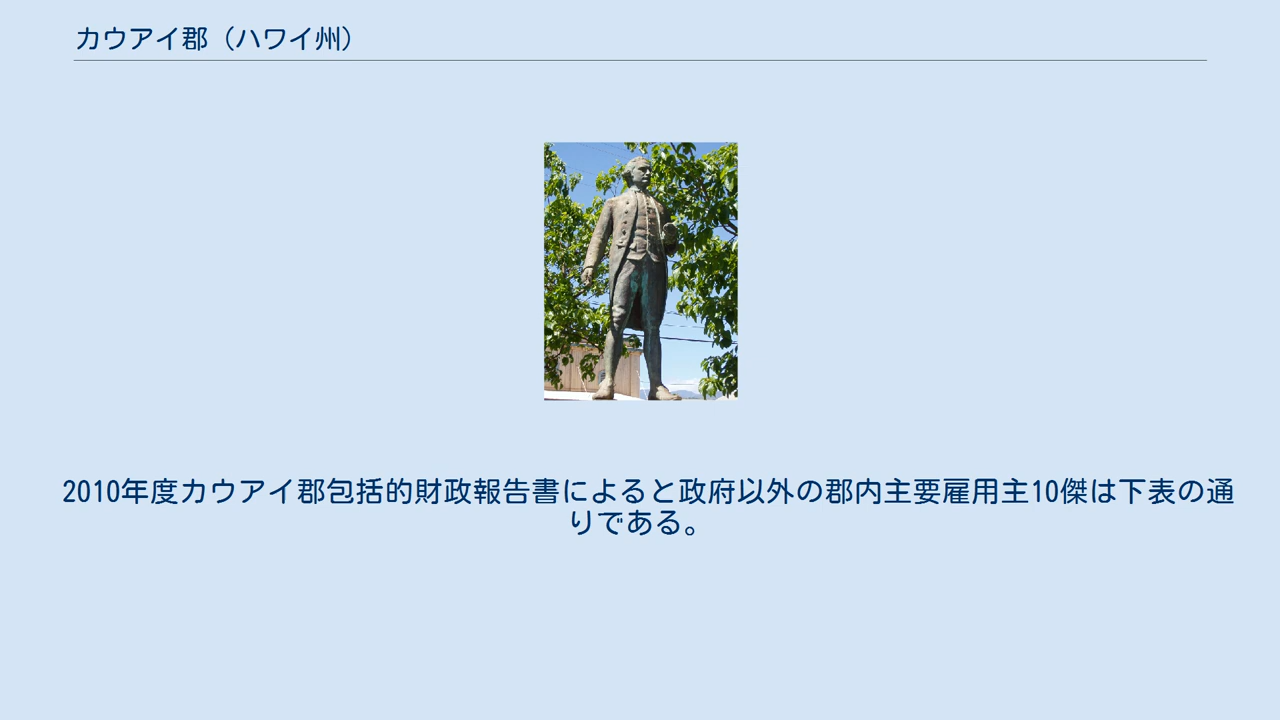 カウアイ郡（ハワイ州）
2010年度カウアイ郡包括的財政報告書によると政府以外の郡内主要雇用主10傑は下表の通
りである。